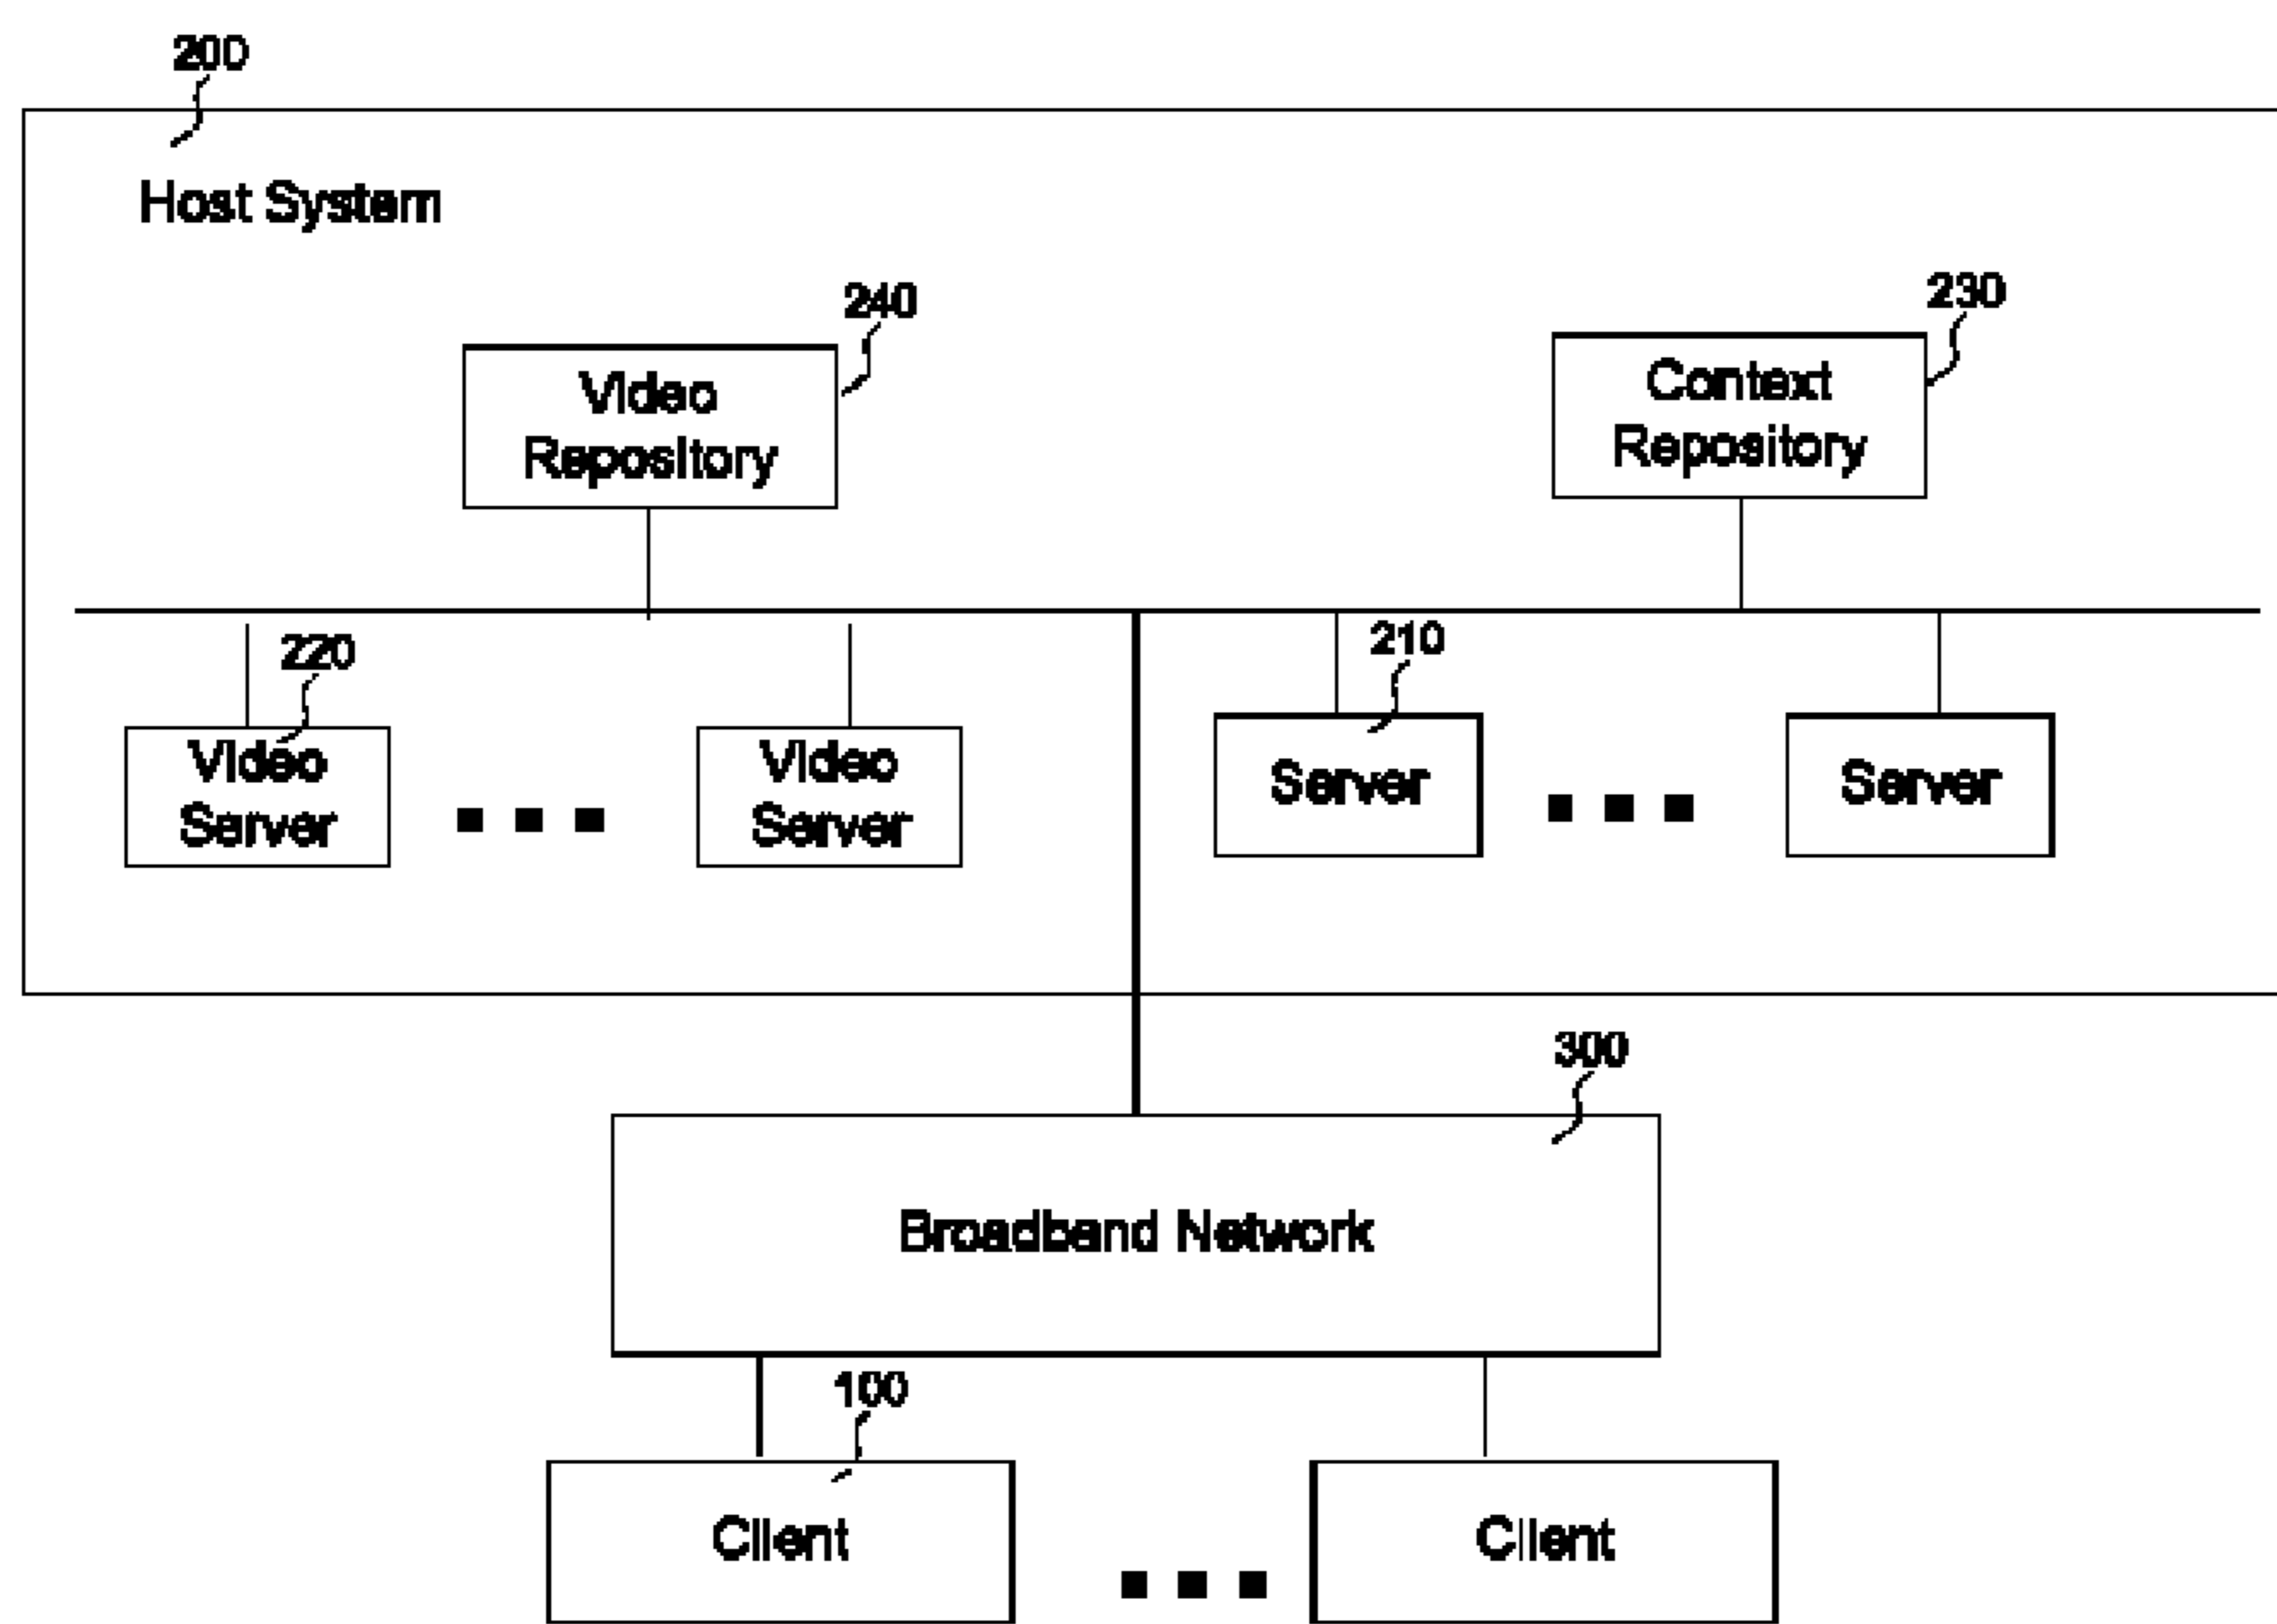 200
Host System
240
230
Video
Repository
Context
Repository
220
210
Video
Server
Video
Server
Server
Server
300
Broadband Network
100
Client
Client